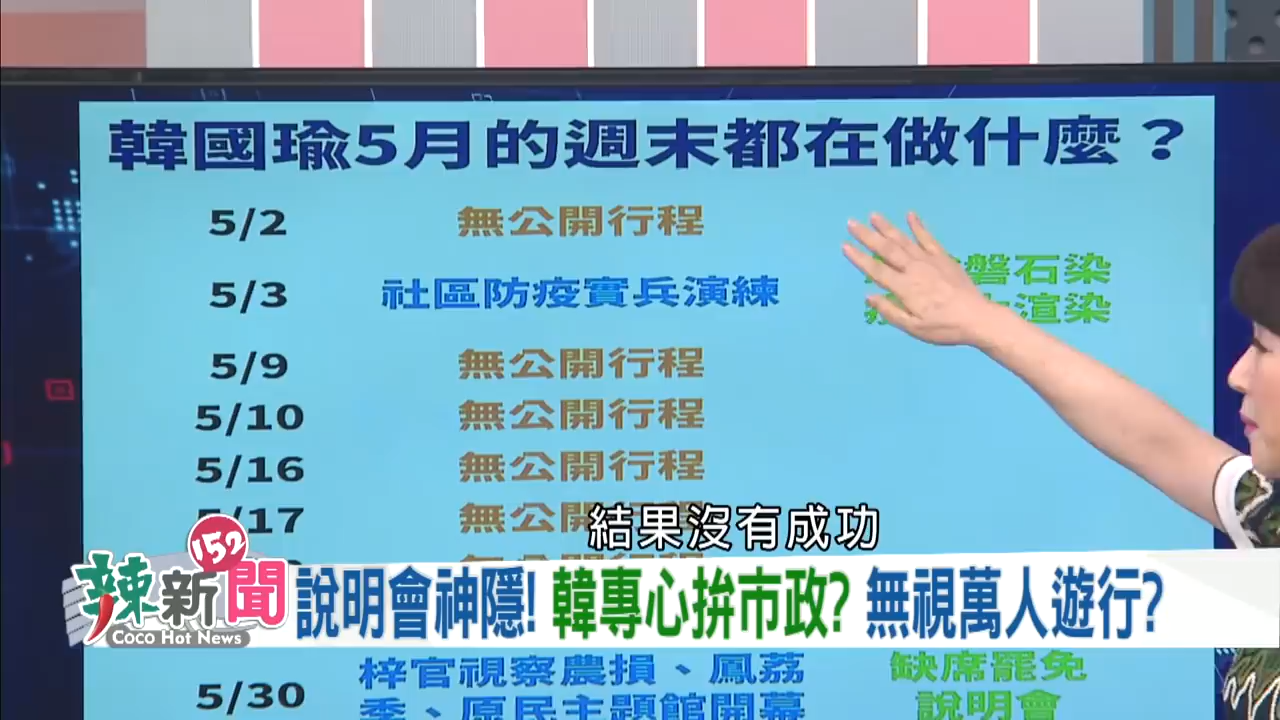 韓國瑜5月的週末都在做什麼？
5/2 無公開行程
5/3 社區防疫實兵演練
磐石染
渲染
5/9 無公開行程
5/10 無公開行程
5/16 無公開行程
17 無公開
結果沒有成功
152
辣新聞
Coco Hot News
說明會神隱! 韓專心拚市政? 無視萬人遊行?
5/30 梓官視察農損、鳳荔
季、原民主題館開幕
缺席罷免
說明會